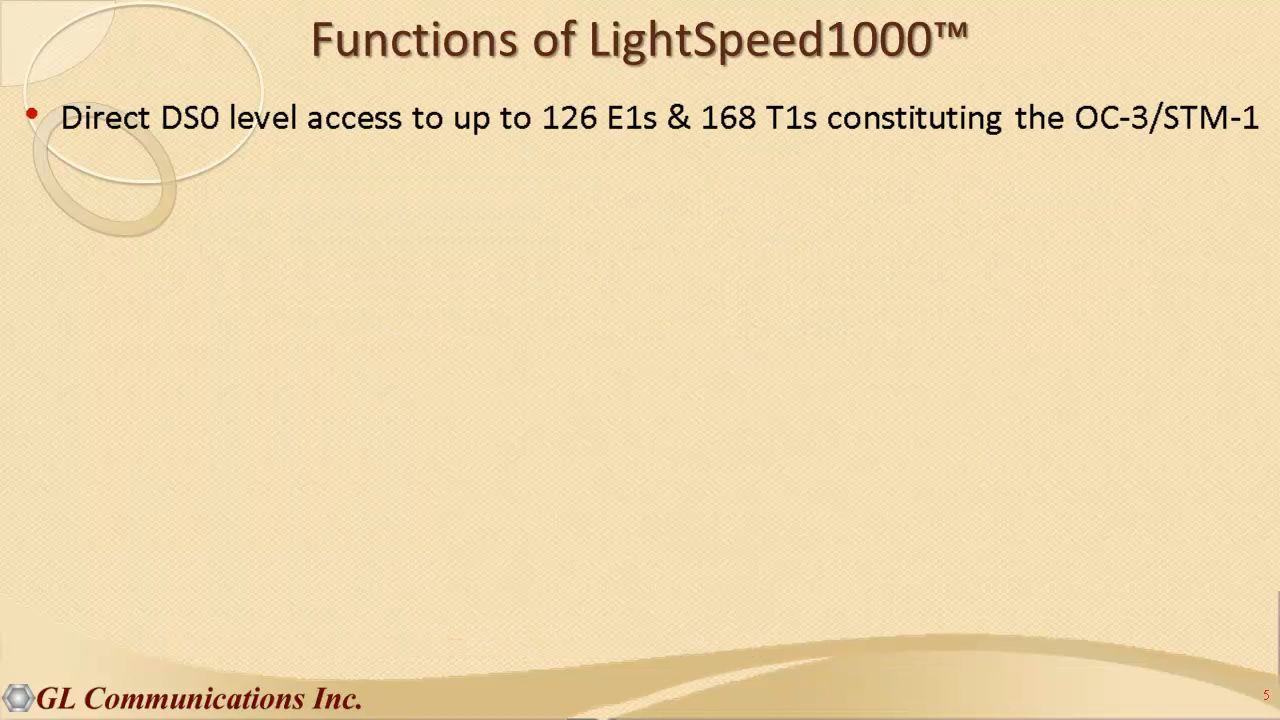 Functions of LightSpeed1000™
• Direct DS0 level access to up to 126 E1s & 168 T1s constituting the OC-3/STM-1
GL Communications Inc.
5